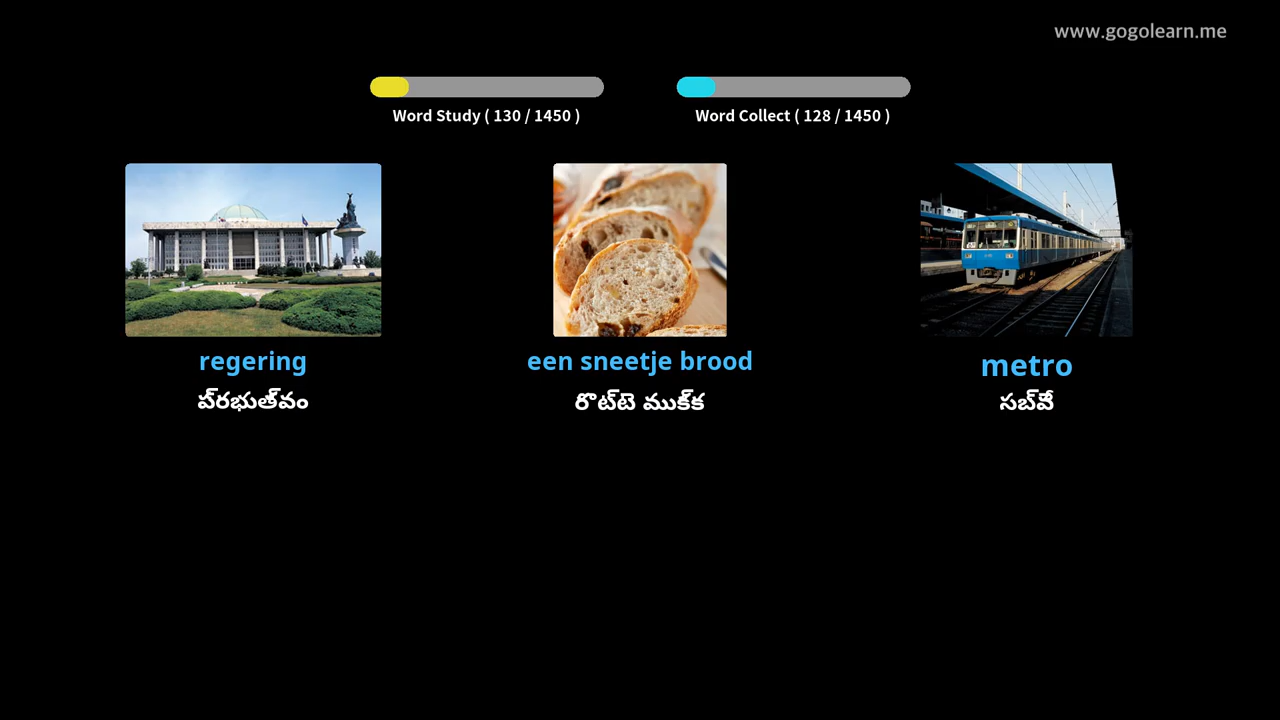 www.gogolearn.me
Word Study ( 130 / 1450 )
Word Collect ( 128 / 1450 )
regering
een sneetje brood
metro
ప్రభుత్వం
రొట్టె ముక్క
సబ్వే